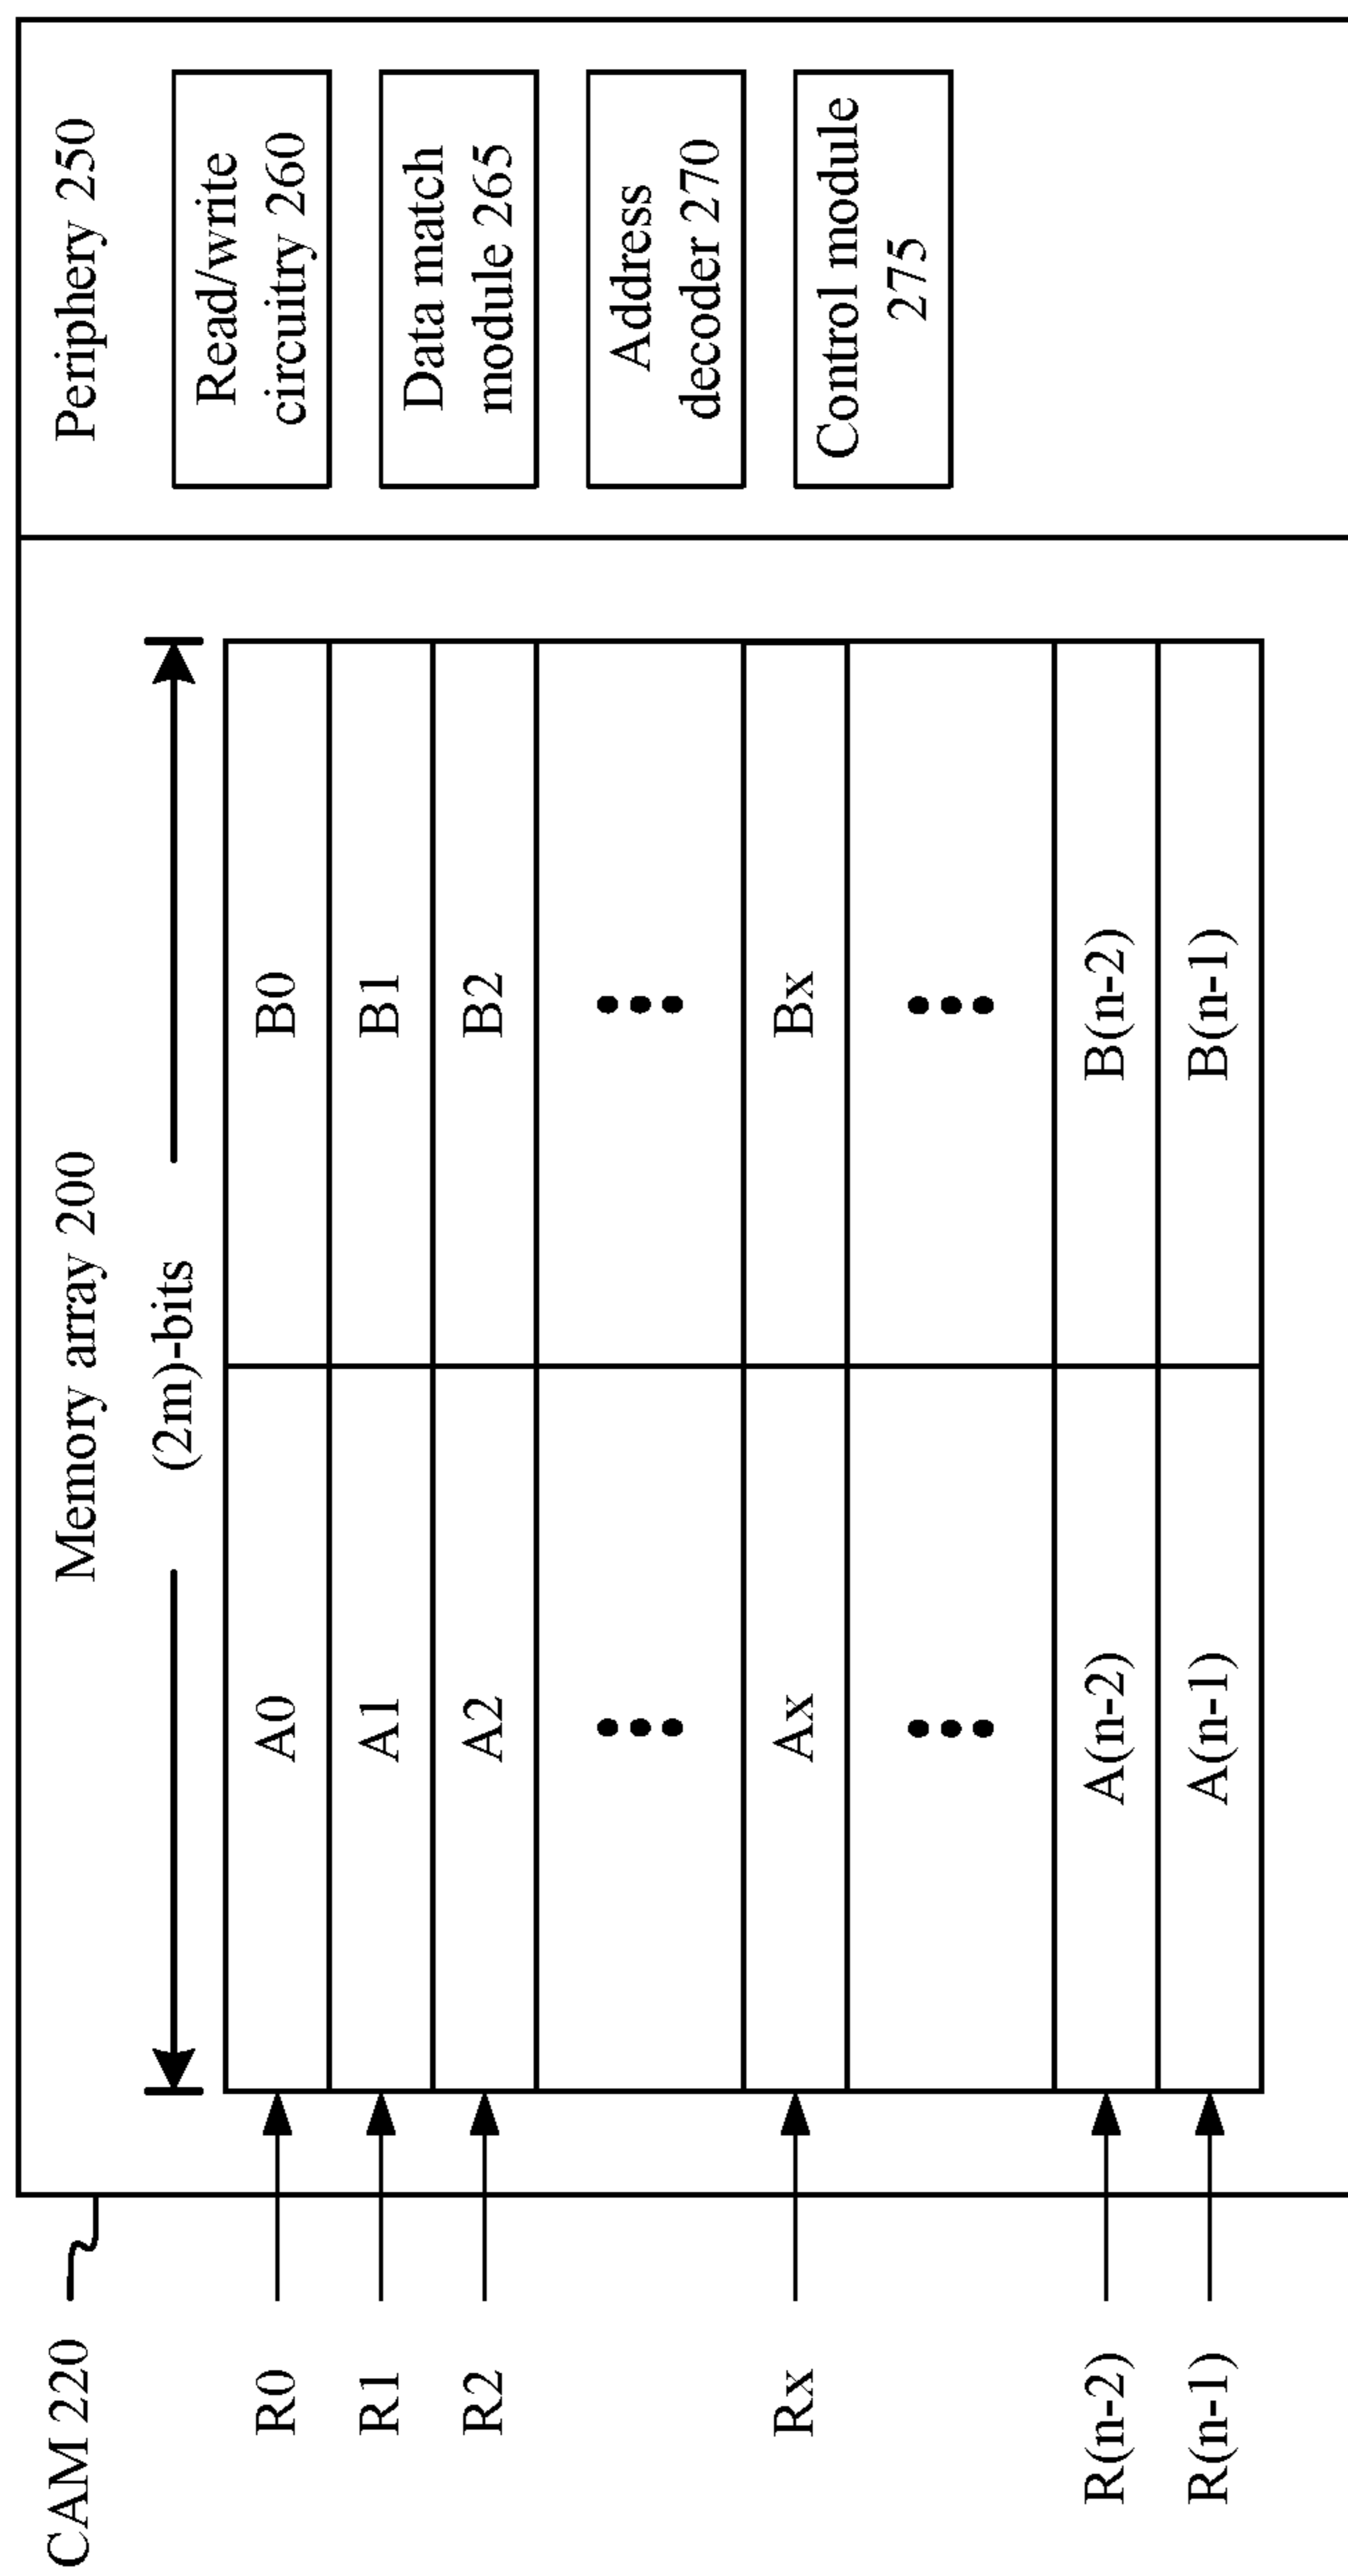 CAM 220
Memory array 200
Periphery 250
(2m)-bits
R0
A0
B0
R1
A1
B1
R2
A2
B2
Rx
Ax
Bx
R(n-2)
A(n-2)
B(n-2)
R(n-1)
A(n-1)
B(n-1)
Read/write
circuitry 260
Data match
module 265
Address
decoder 270
Control module
275